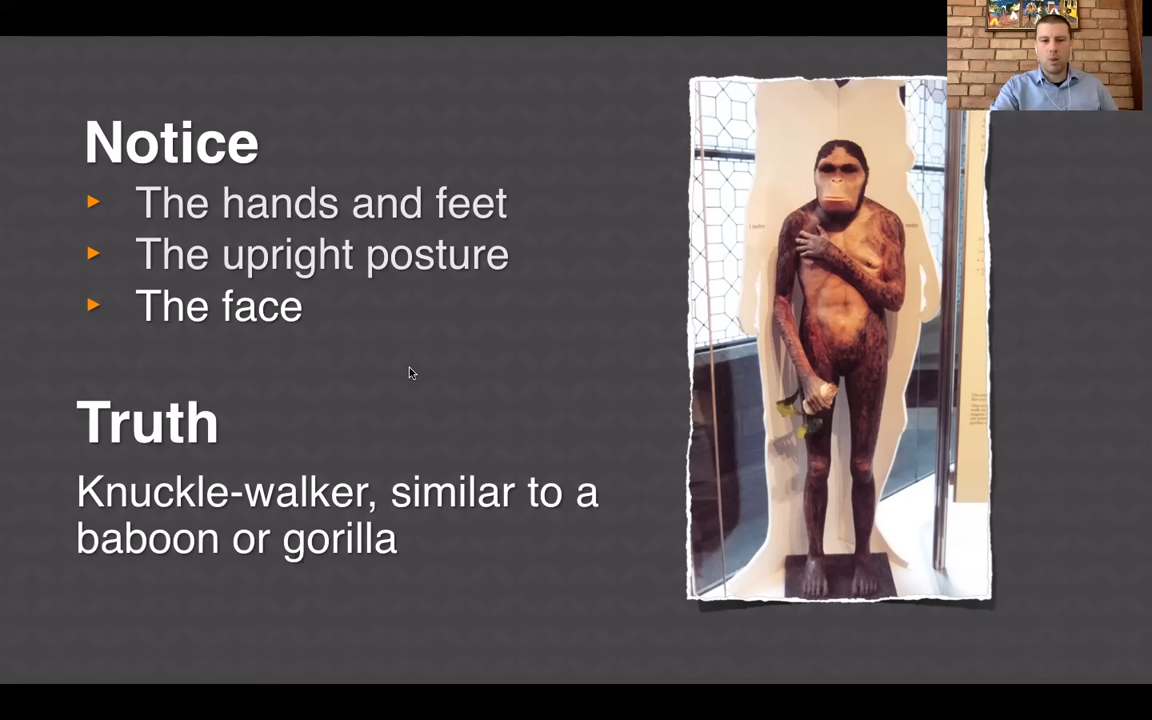 Notice
The hands and feet
The upright posture
The face
Truth
Knuckle-walker, similar to a
baboon or gorilla